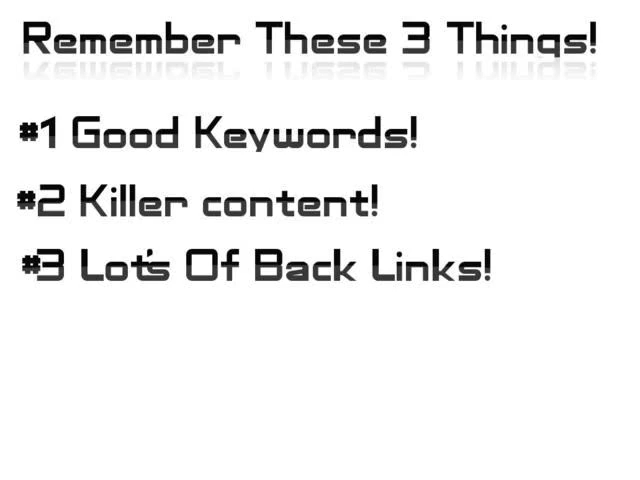 Remember These 3 Things!
#1 Good Keywords!
#2 Killer content!
#3 Lot's Of Back Links!